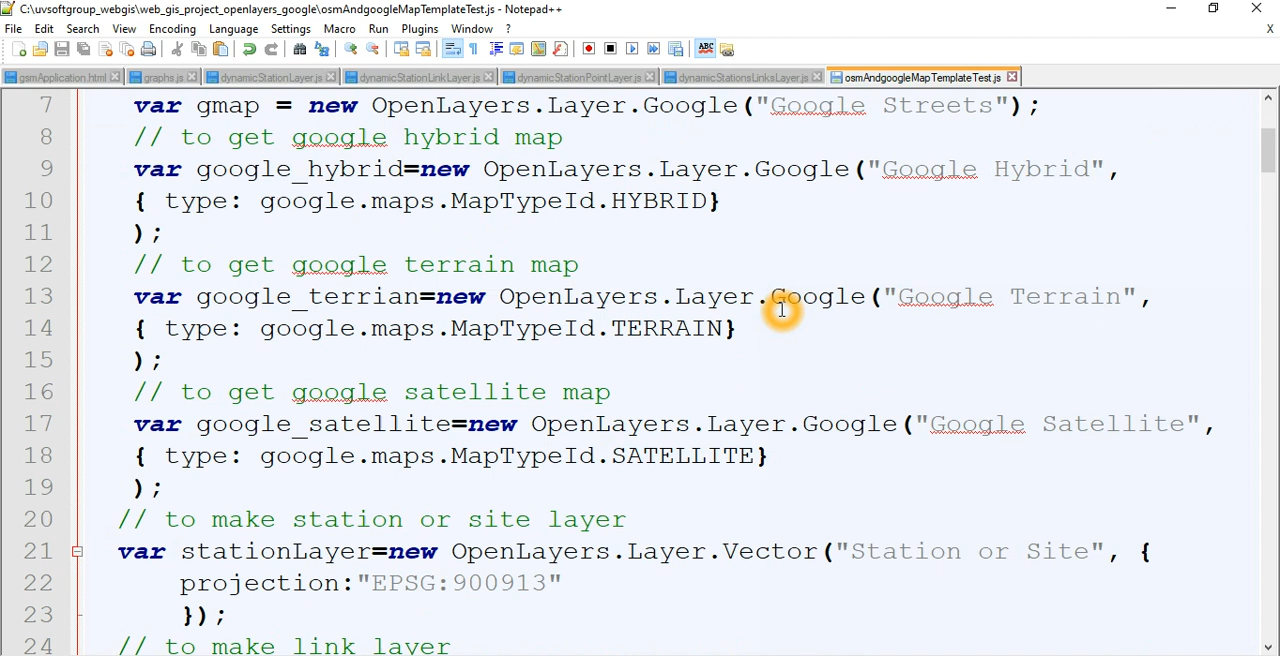 C:\uvsoftgroup_webgis\web_gis_project_openlayers_google\osmAndgoogleMapTemplateTest.js - Notepad++
File Edit Search View Encoding Language Settings Macro Run Plugins Window ? X
gsmApplication.html graphs.js dynamicStationLayer.js dynamicStationLinkLayer.js dynamicStationPointLayer.js dynamicStationsLinksLayer.js osmAndgoogleMapTemplateTest.js
7 var gmap = new OpenLayers.Layer.Google("Google Streets");
8 // to get google hybrid map
9 var google_hybrid=new OpenLayers.Layer.Google("Google Hybrid",
10 { type: google.maps.MapTypeId.HYBRID}
11 );
12 // to get google terrain map
13 var google_terrian=new OpenLayers.Layer.Google("Google Terrain",
14 { type: google.maps.MapTypeId.TERRAIN}
15 );
16 // to get google satellite map
17 var google_satellite=new OpenLayers.Layer.Google("Google Satellite",
18 { type: google.maps.MapTypeId.SATELLITE}
19 );
20 // to make station or site layer
21 var stationLayer=new OpenLayers.Layer.Vector("Station or Site", {
22 projection:"EPSG:900913"
23 });
24 // to make link layer